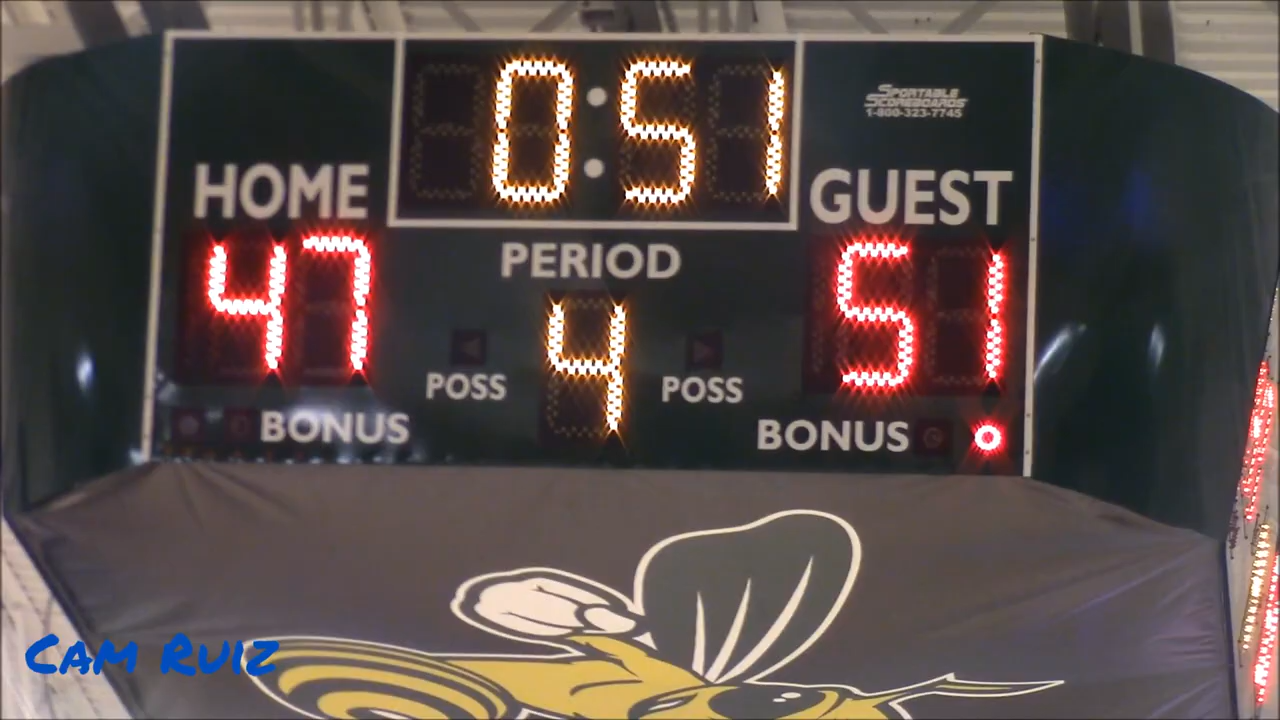 0:51
SPORTABLE
SCOREBOARDS
1-800-323-7745
HOME
GUEST
47
PERIOD
51
4
POSS
POSS
BONUS
BONUS
Cam Ruiz